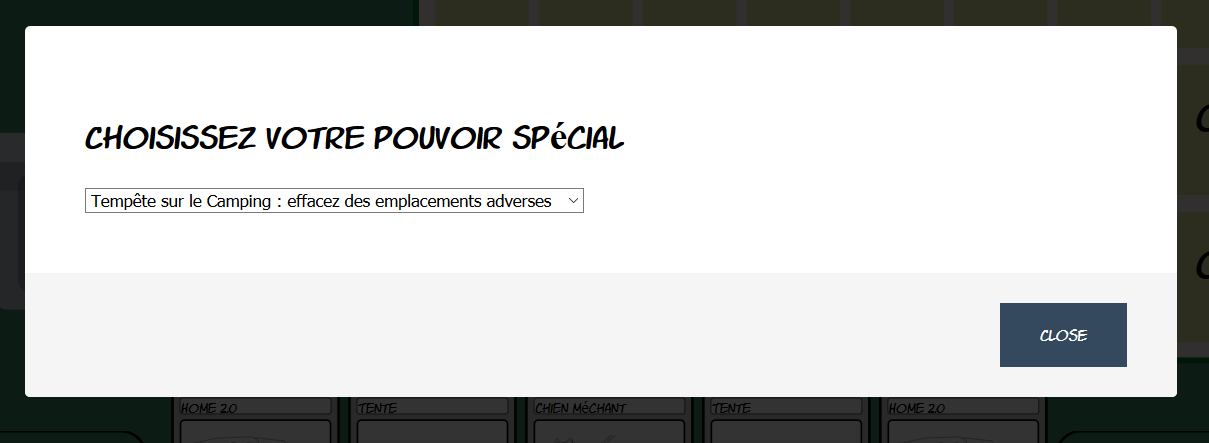 CHOISISSEZ VOTRE POUVOIR SPéCIAL
Tempête sur le Camping : effacez des emplacements adverses
CLOSE
HOME 2.0
TENTE
CHIEN MéCHANT
TENTE
HOME 2.0